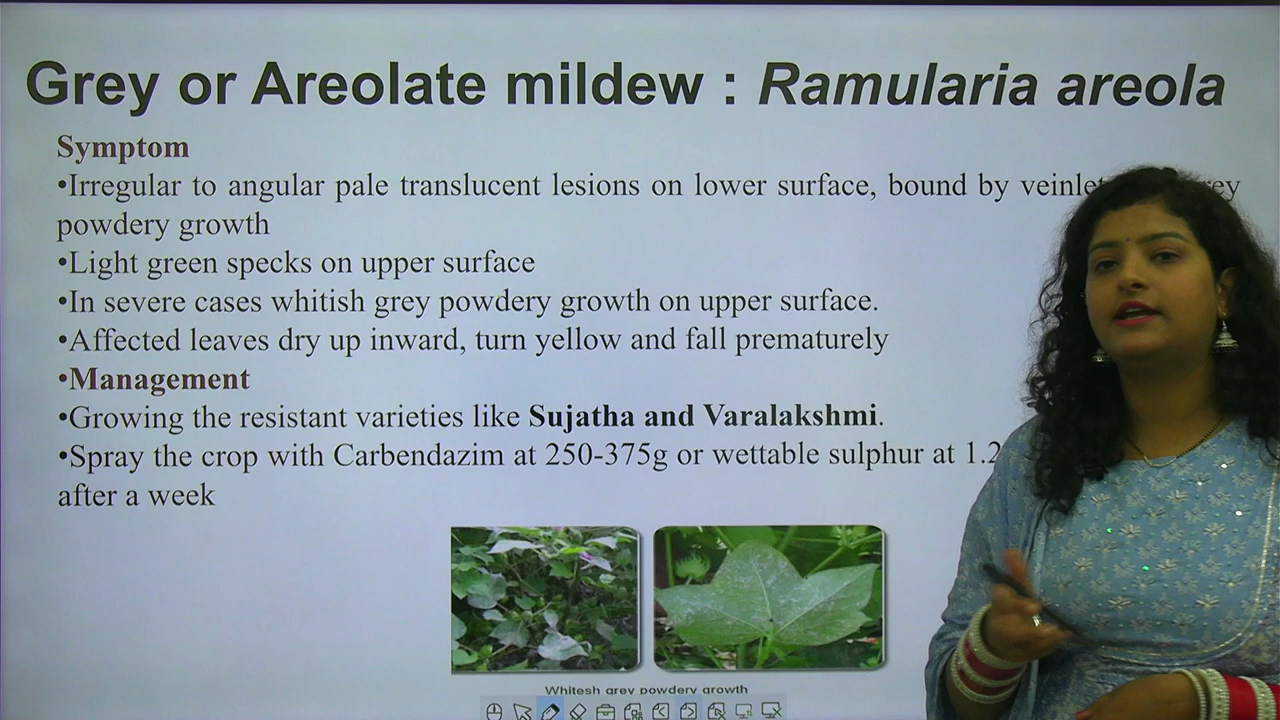 Grey or Areolate mildew : Ramularia areola
Symptom
•Irregular to angular pale translucent lesions on lower surface, bound by
powdery growth
•Light green specks on upper surface
•In severe cases whitish grey powdery growth on upper surface.
•Affected leaves dry up inward, turn yellow and fall prematurely
•Management
•Growing the resistant varieties like Sujatha and Varalakshmi.
•Spray the crop with Carbendazim at 250-375g or wettable sulphur at 1.2
after a week
Whitesh grey powdery growth